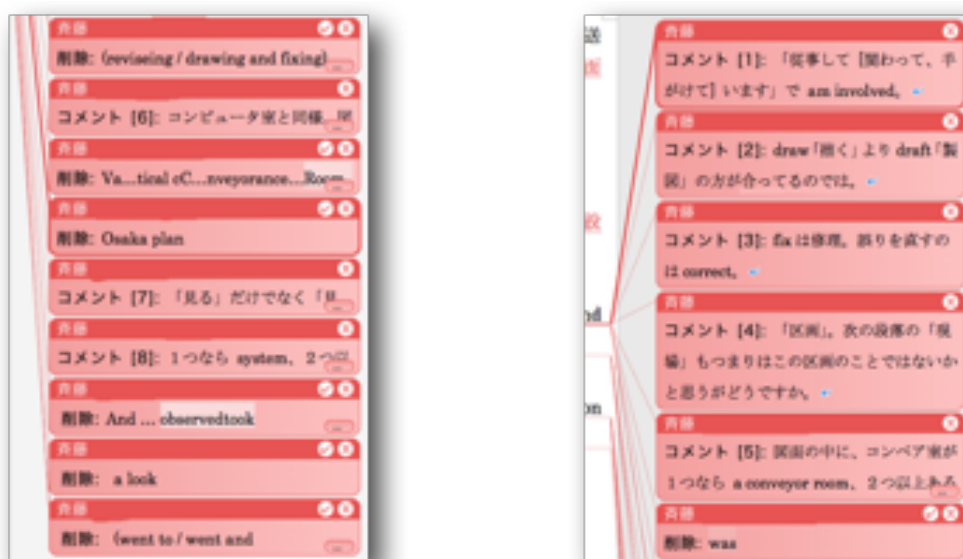 斉藤
削除: (reviseing / drawing and fixing)
斉藤
コメント [6]: コンピュータ室と同様、
斉藤
削除: Va...tical cC...nveyorance...Room
斉藤
削除: Osaka plan
斉藤
コメント [7]: 「見る」だけでなく「見
斉藤
コメント [8]: 1つなら system、2つ以
斉藤
削除: And ... observedtook
斉藤
削除: a look
斉藤
削除: (went to / went and
送
斉藤
コメント [1]: 「従事して [関わって、手
がけて] います」で am involved。
斉藤
コメント [2]: draw「描く」より draft「製
図」の方が合ってるのでは。
斉藤
コメント [3]: fix は修理。誤りを直すの
は correct。
斉藤
コメント [4]: 「区画」。次の段落の「現
場」もつまりはこの区画のことではないか
と思うがどうですか。
斉藤
コメント [5]: 図面の中に、コンベア室が
1つなら a conveyor room、2つ以上ある
斉藤
削除: was
nd
on